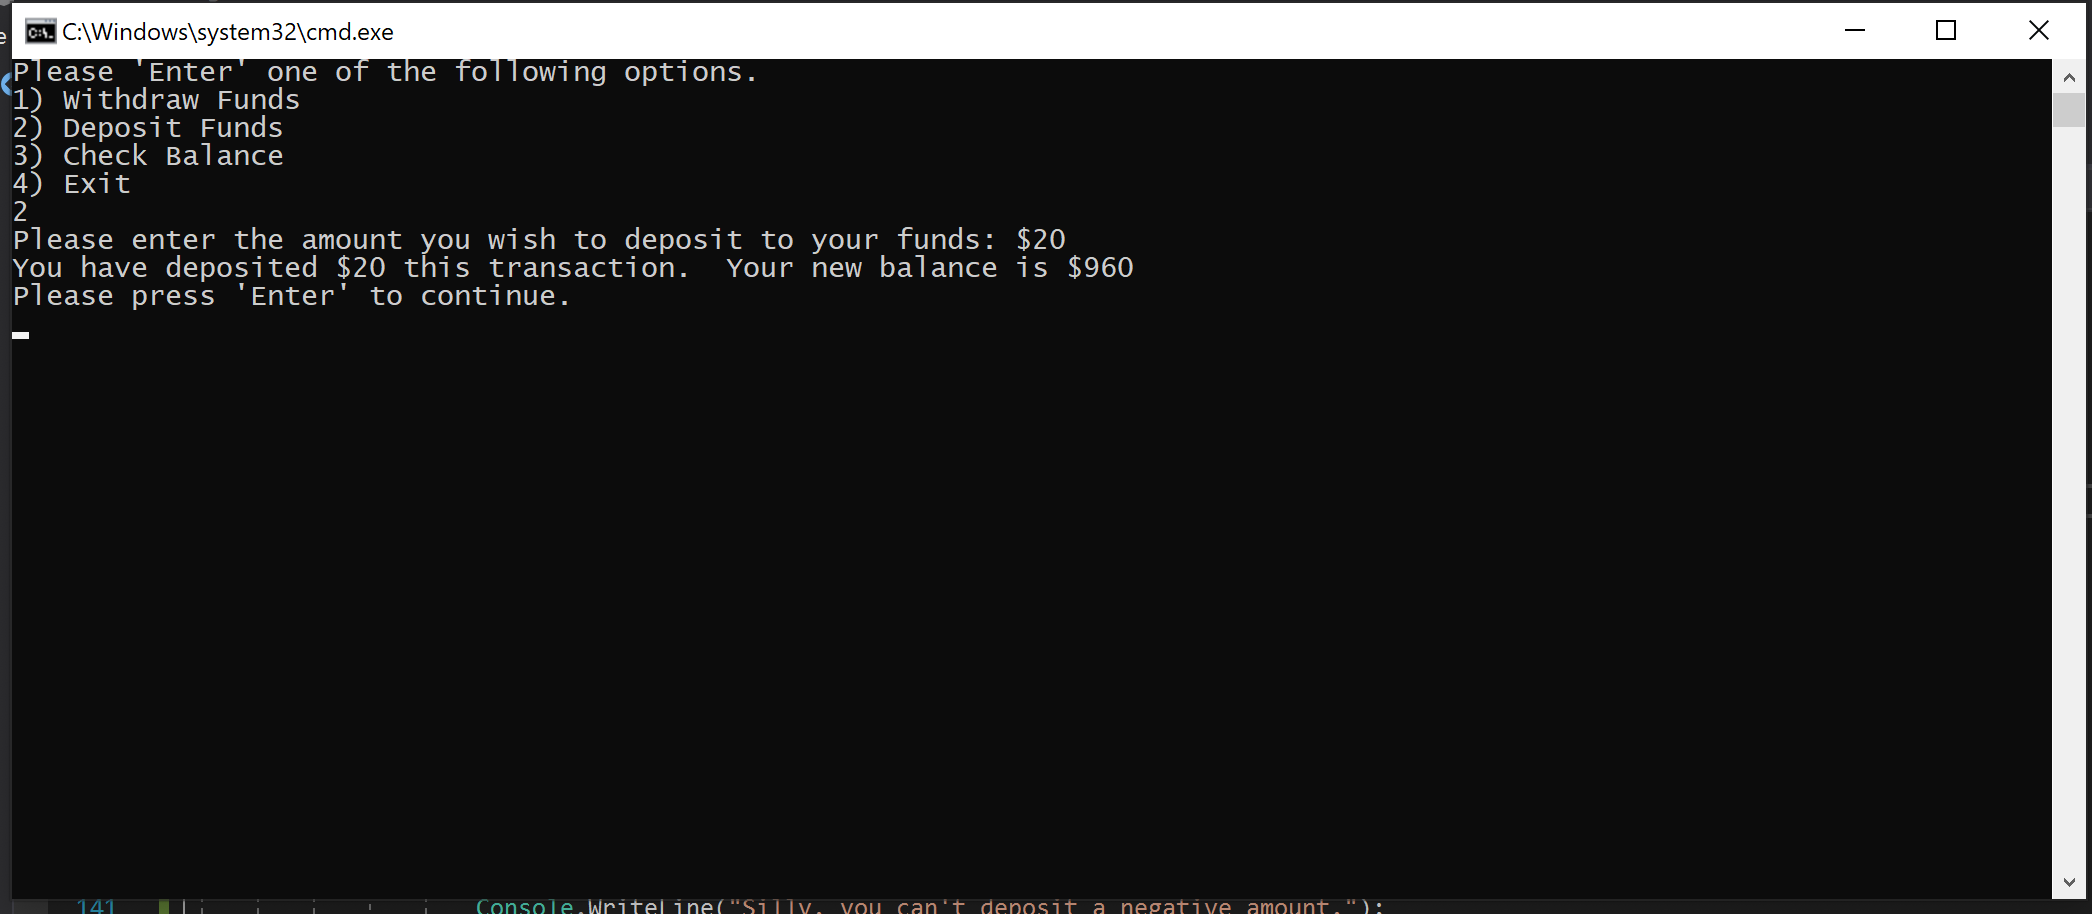 C:\Windows\system32\cmd.exe
Please 'Enter' one of the following options.
1) Withdraw Funds
2) Deposit Funds
3) Check Balance
4) Exit
2
Please enter the amount you wish to deposit to your funds: $20
You have deposited $20 this transaction.  Your new balance is $960
Please press 'Enter' to continue.
141 Console.WriteLine("Silly, you can't deposit a negative amount.");